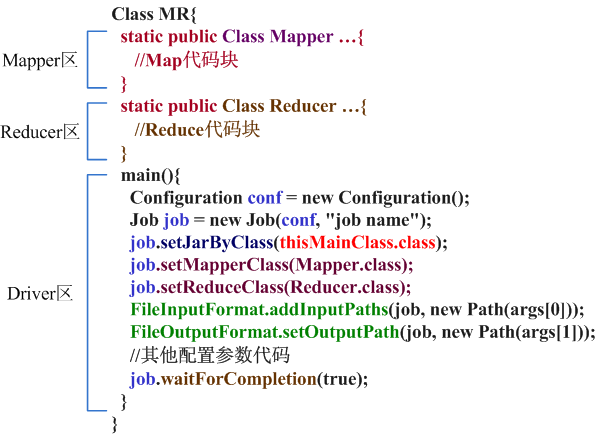 Class MR{
static public Class Mapper …{
Mapper区
//Map代码块
}
static public Class Reducer …{
Reducer区
//Reduce代码块
}
main(){
Configuration conf = new Configuration();
Job job = new Job(conf, "job name");
job.setJarByClass(thisMainClass.class);
job.setMapperClass(Mapper.class);
job.setReduceClass(Reducer.class);
Driver区
FileInputFormat.addInputPaths(job, new Path(args[0]));
FileOutputFormat.setOutputPath(job, new Path(args[1]));
//其他配置参数代码
job.waitForCompletion(true);
}
}